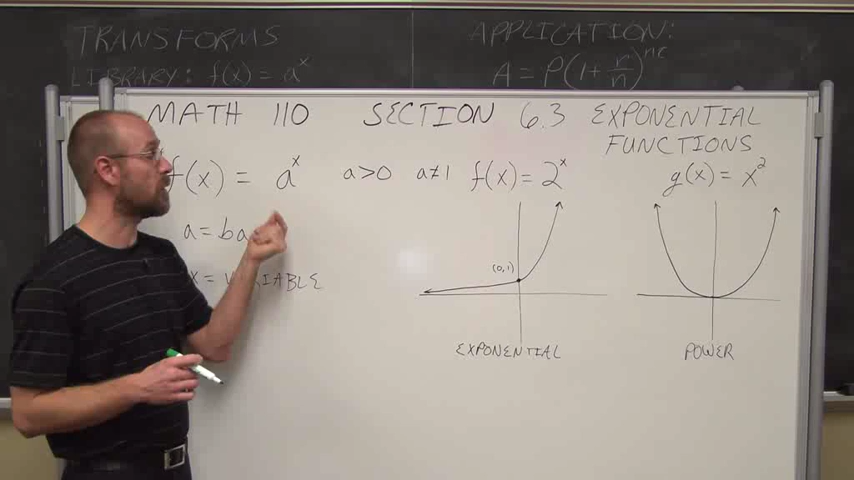 TRANSFORMS
LIBRARY: f(x) = a^x
APPLICATION:
A = P(1 + r/n)^nt
MATH 110 SECTION 6.3 EXPONENTIAL
FUNCTIONS
f(x) = a^x a>0 a≠1 f(x) = 2^x g(x) = x^2
a = ba
(0,1)
x = VARIABLE
EXPONENTIAL POWER